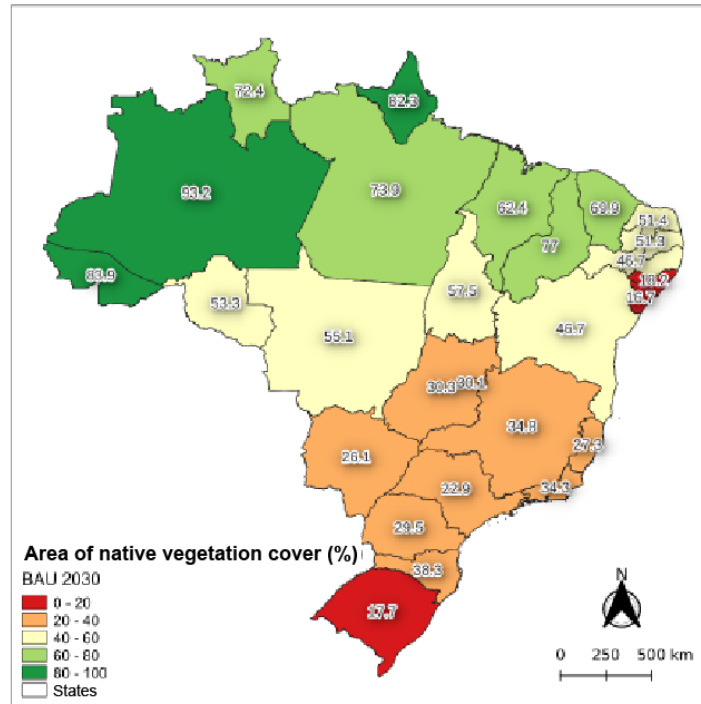 72.4
82.3
93.2
73.9
62.4
69.9
51.4
51.3
77
46.7
18.2
16.7
83.9
53.3
57.5
55.1
46.7
30.3
30.1
34.8
27.3
26.1
22.9
34.3
29.5
38.3
17.7
Area of native vegetation cover (%)
BAU 2030
0 - 20
20 - 40
40 - 60
60 - 80
80 - 100
States
N
0 250 500 km